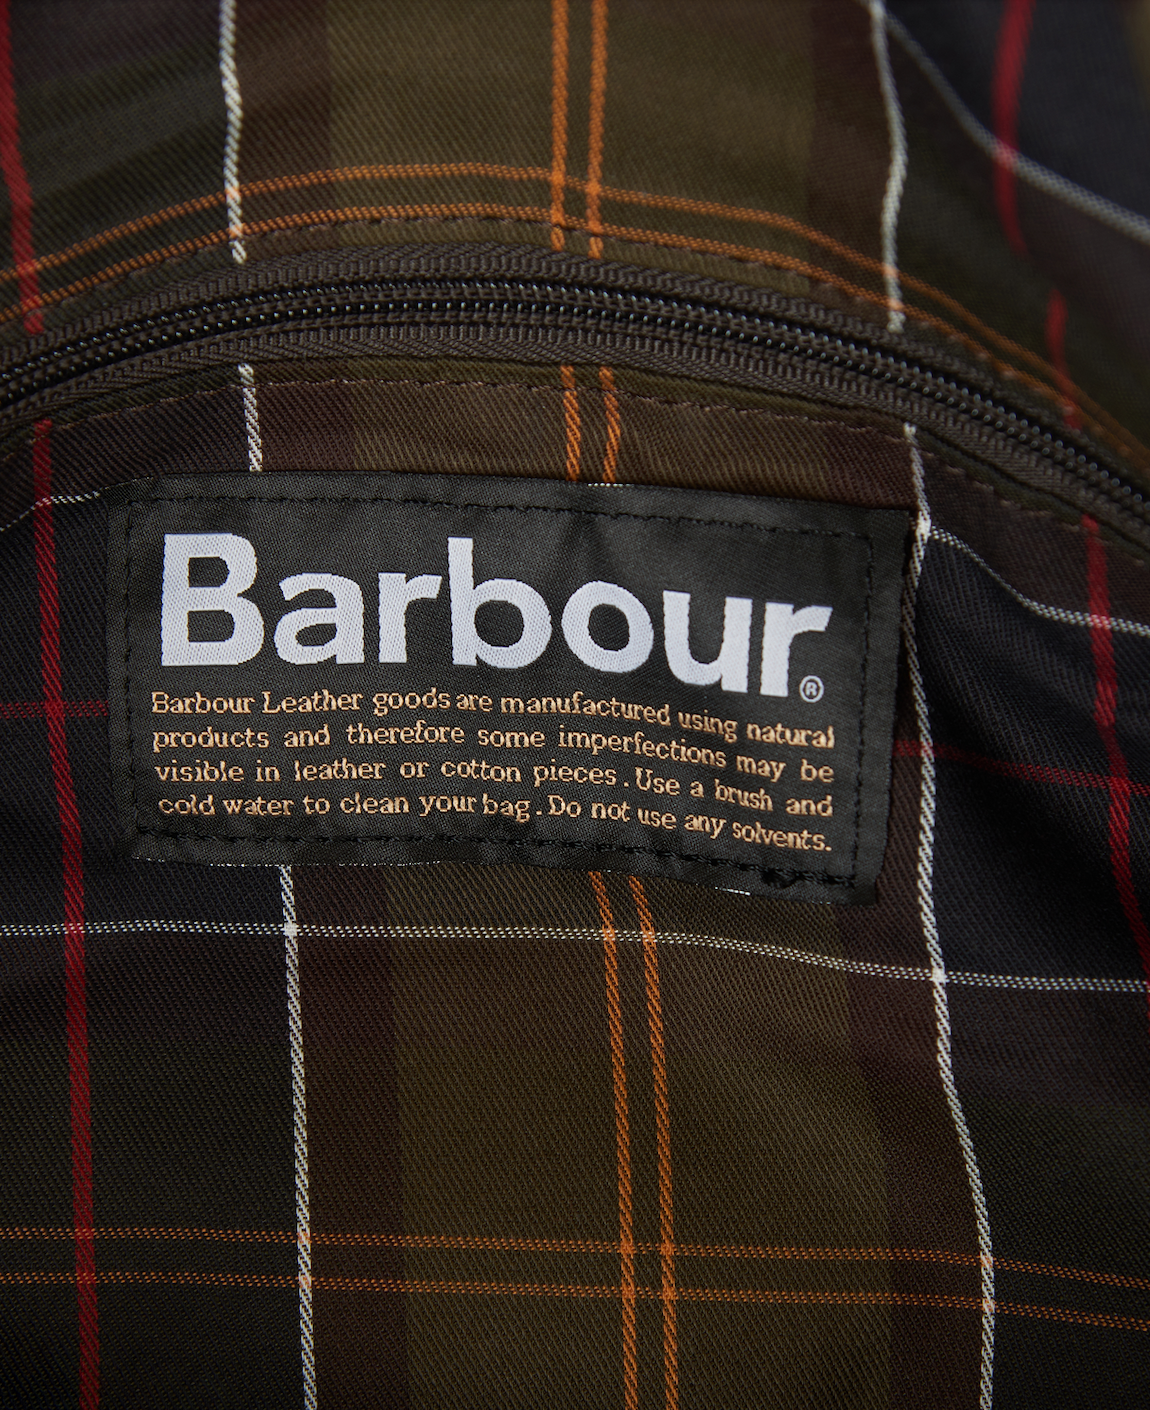 Barbour®
Barbour Leather goods are manufactured using natural
products and therefore some imperfections may be
visible in leather or cotton pieces. Use a brush and
cold water to clean your bag. Do not use any solvents.